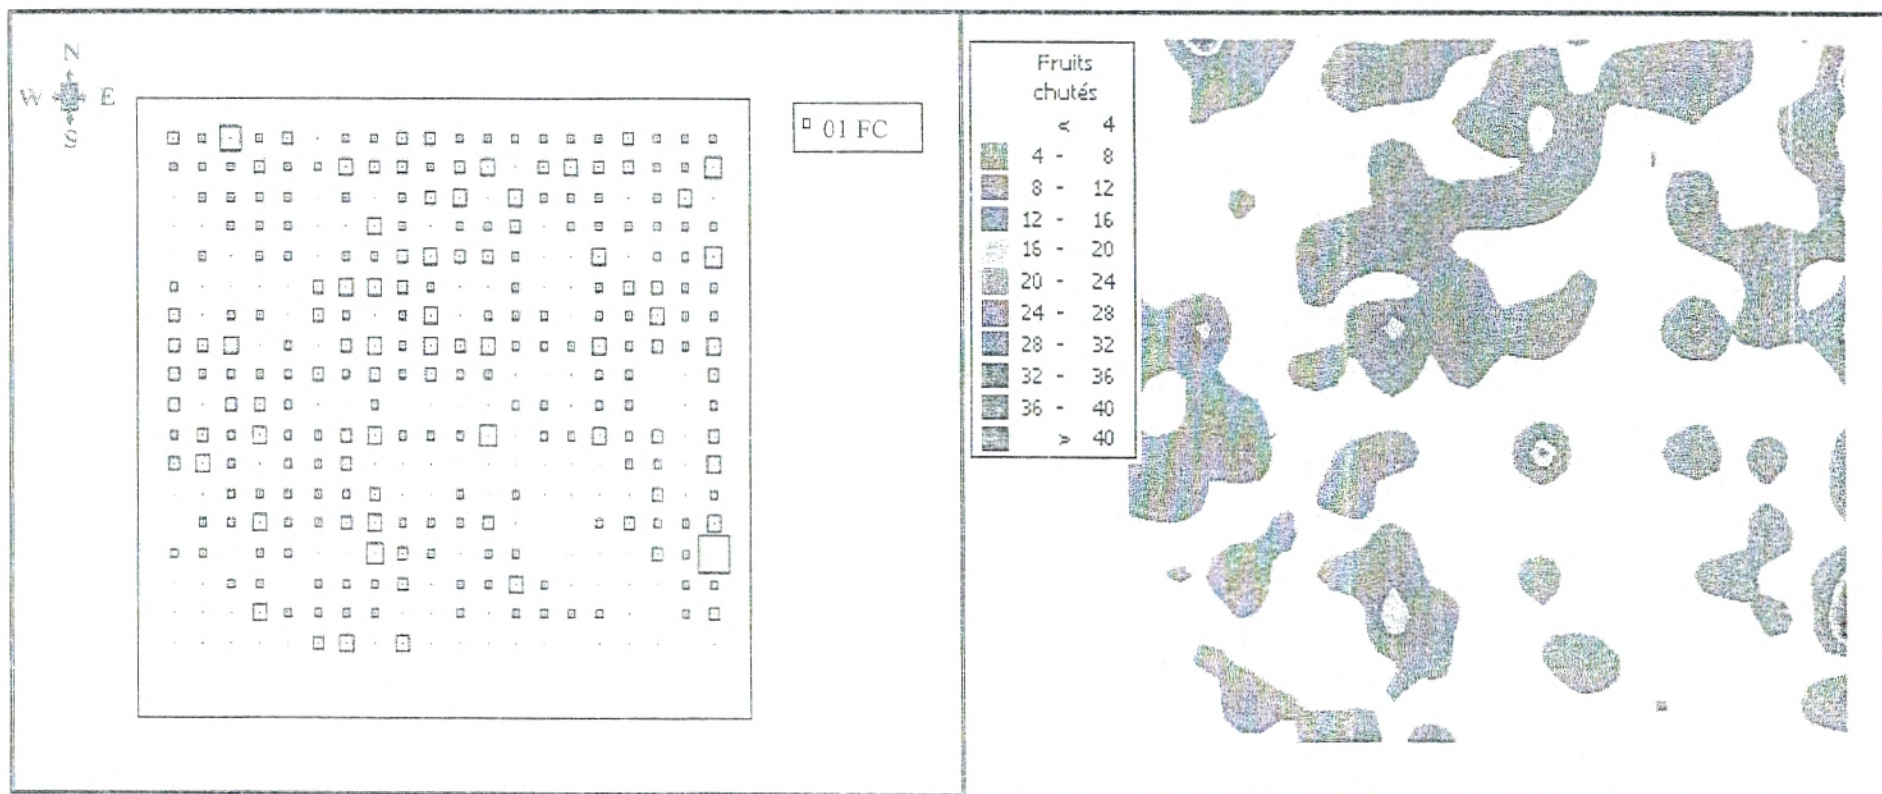 N
W E
S
01 FC
Fruits
chutés
< 4
4 - 8
8 - 12
12 - 16
16 - 20
20 - 24
24 - 28
28 - 32
32 - 36
36 - 40
> 40